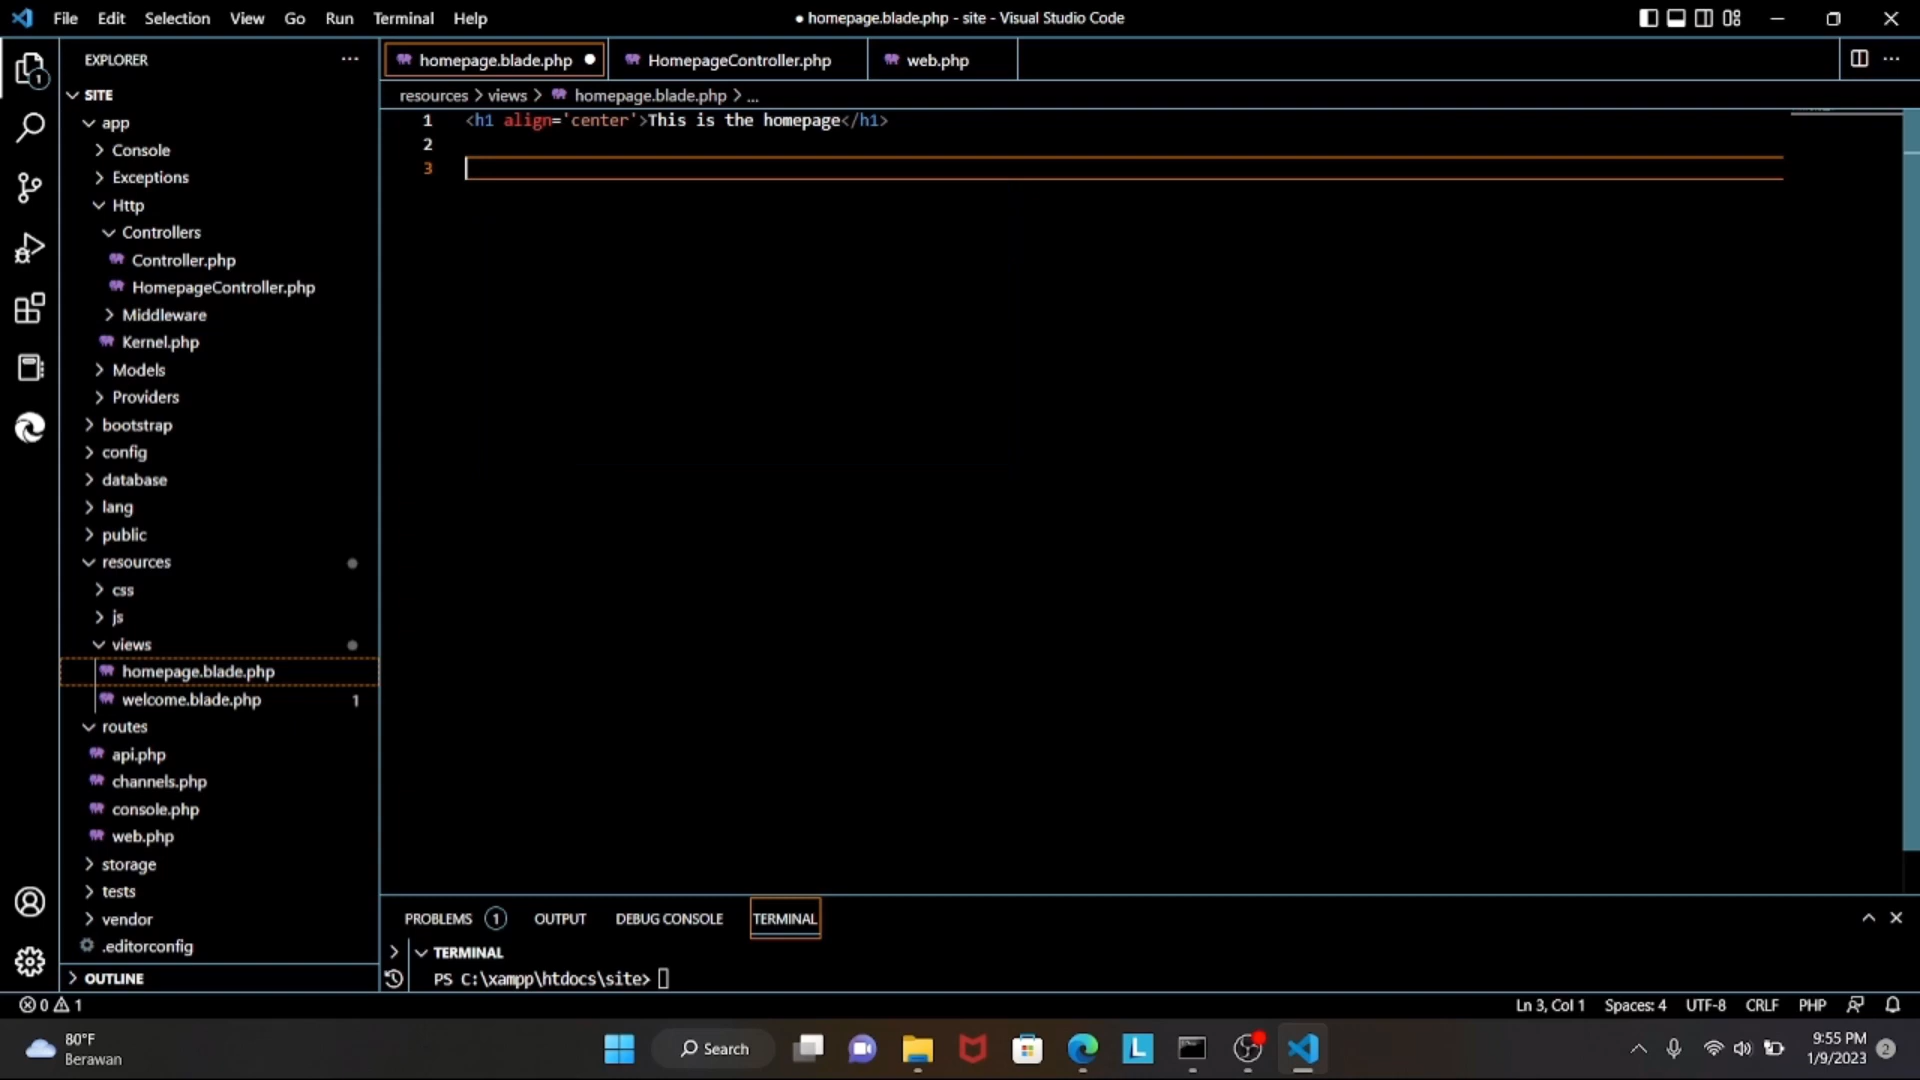 File Edit Selection View Go Run Terminal Help
● homepage.blade.php - site - Visual Studio Code
EXPLORER
SITE
app
Console
Exceptions
Http
Controllers
Controller.php
HomepageController.php
Middleware
Kernel.php
Models
Providers
bootstrap
config
database
lang
public
resources
css
js
views
homepage.blade.php
welcome.blade.php 1
routes
api.php
channels.php
console.php
web.php
storage
tests
vendor
.editorconfig
OUTLINE
homepage.blade.php HomepageController.php web.php
resources > views > homepage.blade.php > ...
1 <h1 align='center'>This is the homepage</h1>
2
3
PROBLEMS 1 OUTPUT DEBUG CONSOLE TERMINAL
TERMINAL
PS C:\xampp\htdocs\site>
1
0 1
Ln 3, Col 1 Spaces: 4 UTF-8 CRLF PHP
80°F
Berawan
Search
L
9:55 PM
1/9/2023
2